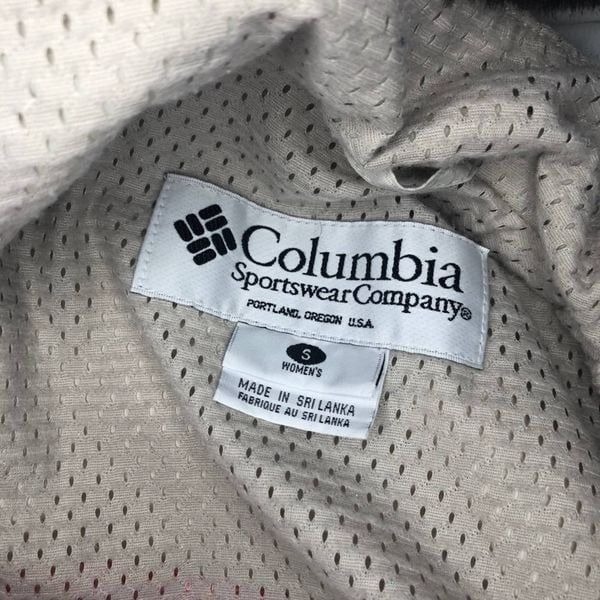 Columbia
Sportswear Company®
PORTLAND, OREGON U.S.A.
S
WOMEN'S
MADE IN SRI LANKA
FABRIQUE AU SRI LANKA